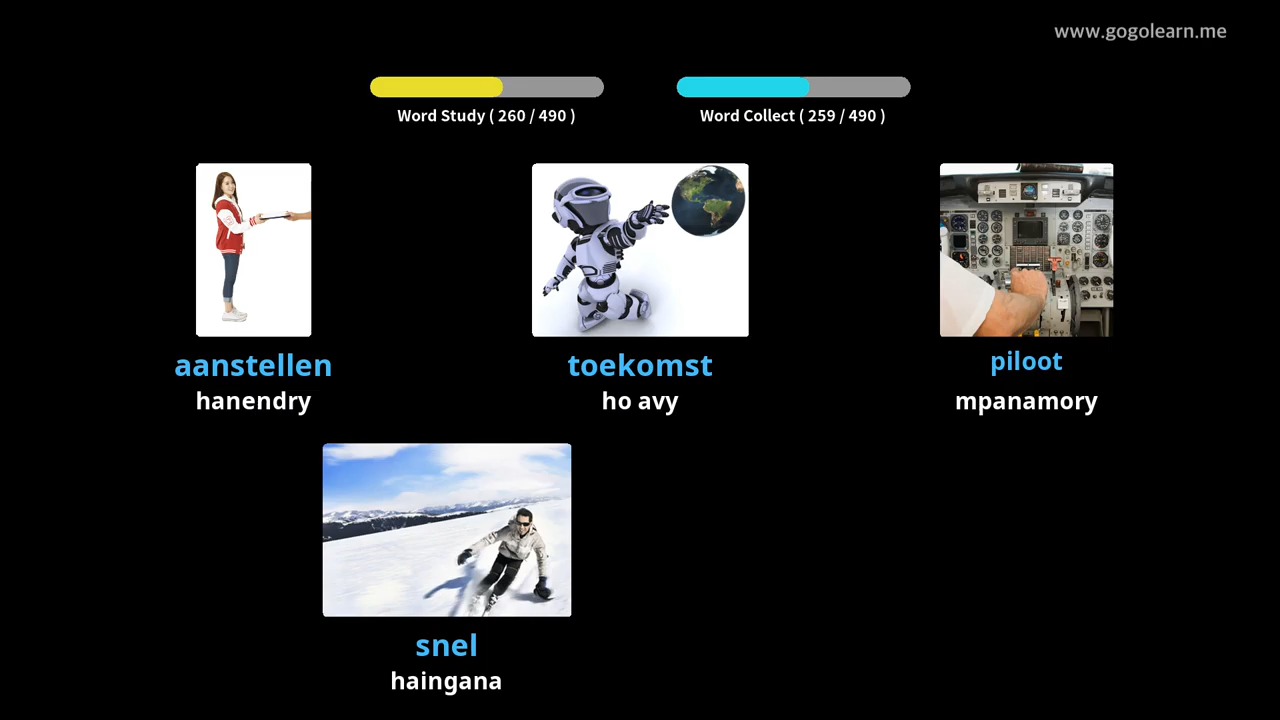 www.gogolearn.me
Word Study ( 260 / 490 )
Word Collect ( 259 / 490 )
aanstellen
hanendry
toekomst
ho avy
piloot
mpanamory
snel
haingana